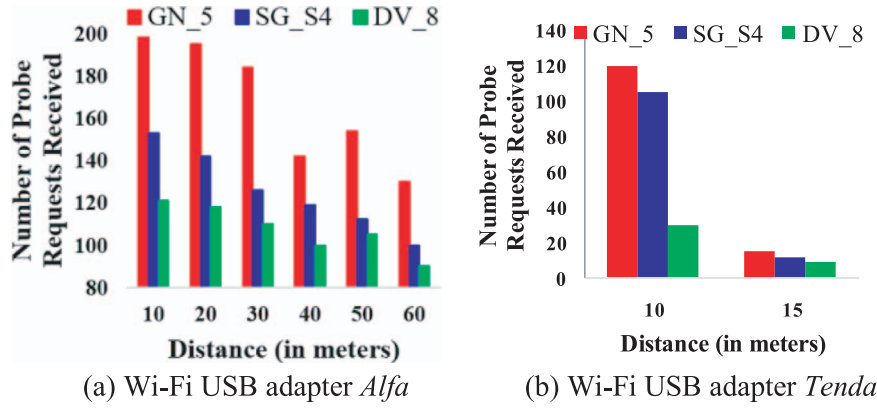 GN_5 SG_S4 DV_8
Number of Probe
Requests Received
200
180
160
140
120
100
80
10 20 30 40 50 60
Distance (in meters)
(a) Wi-Fi USB adapter Alfa
GN_5 SG_S4 DV_8
Number of Probe
Requests Received
140
120
100
80
60
40
20
0
10 15
Distance (in meters)
(b) Wi-Fi USB adapter Tenda